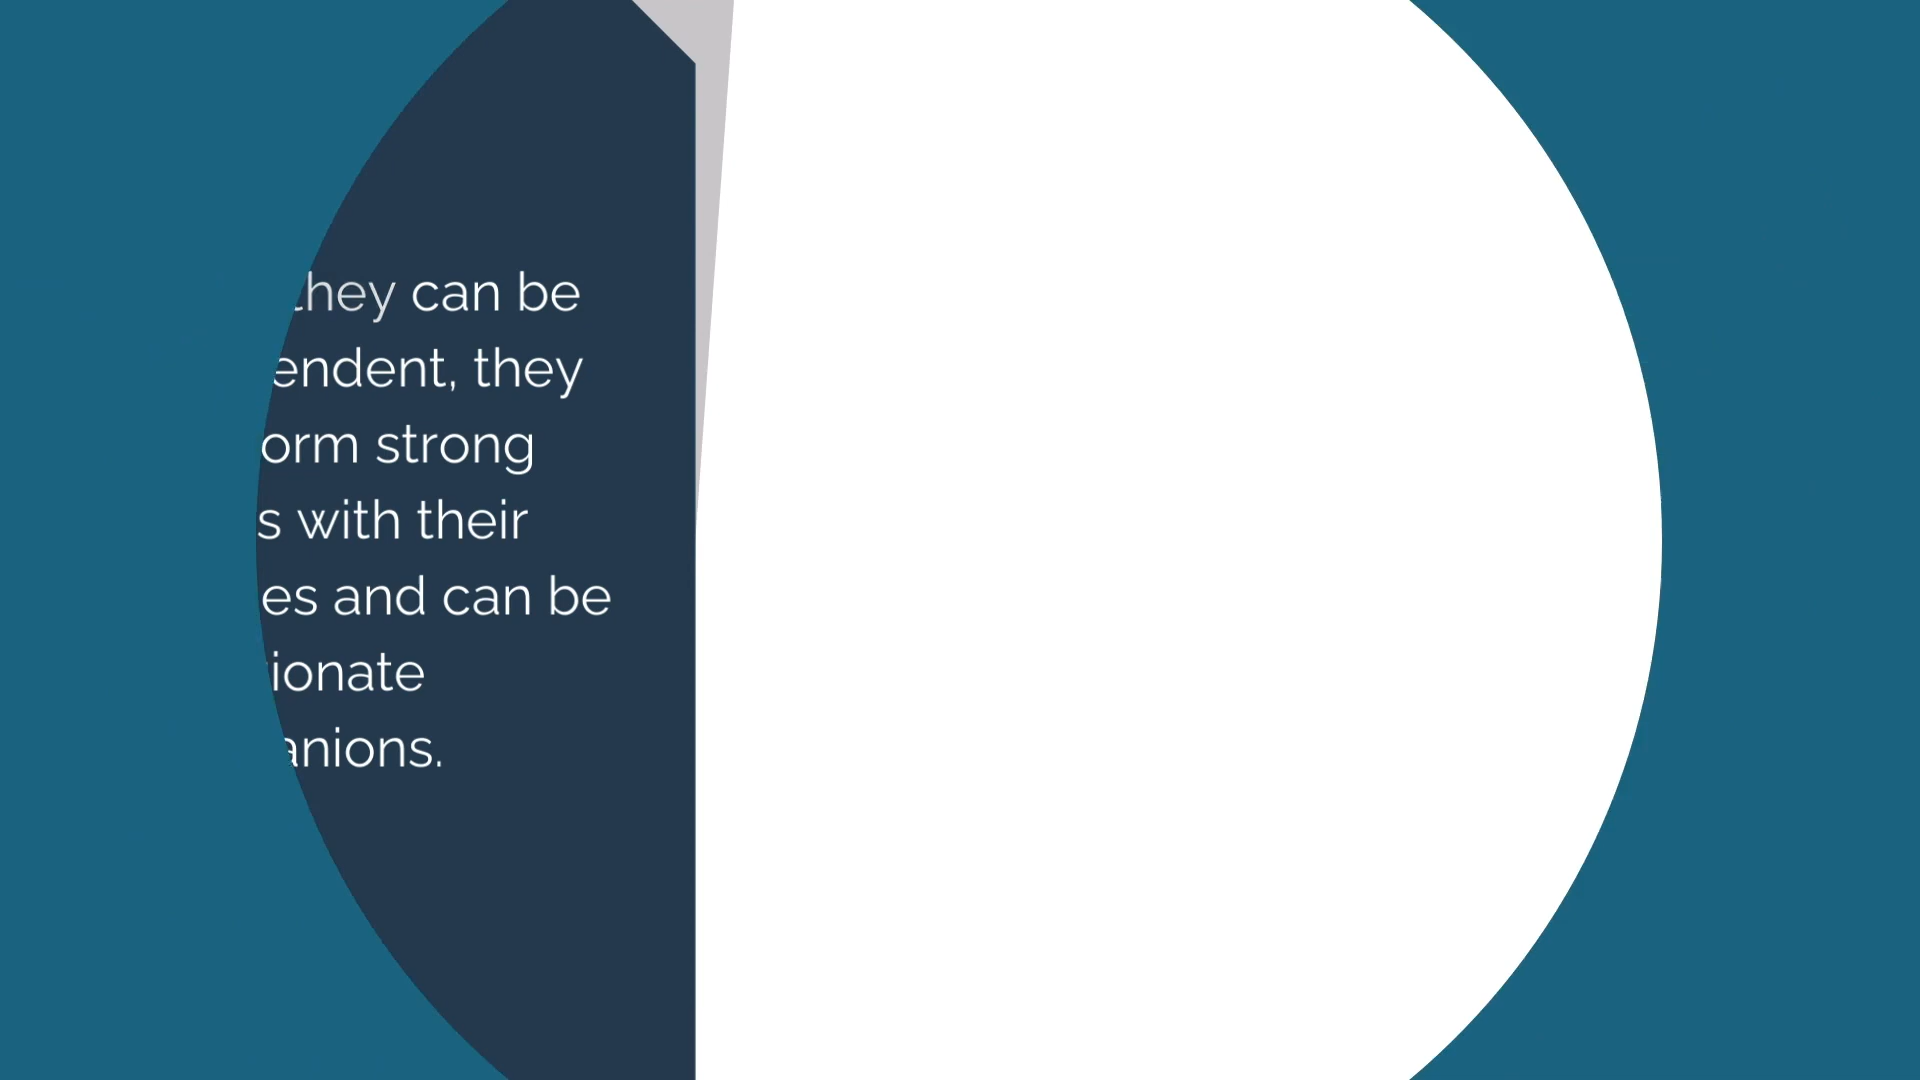 they can be
endent, they
orm strong
s with their
es and can be
ionate
anions.